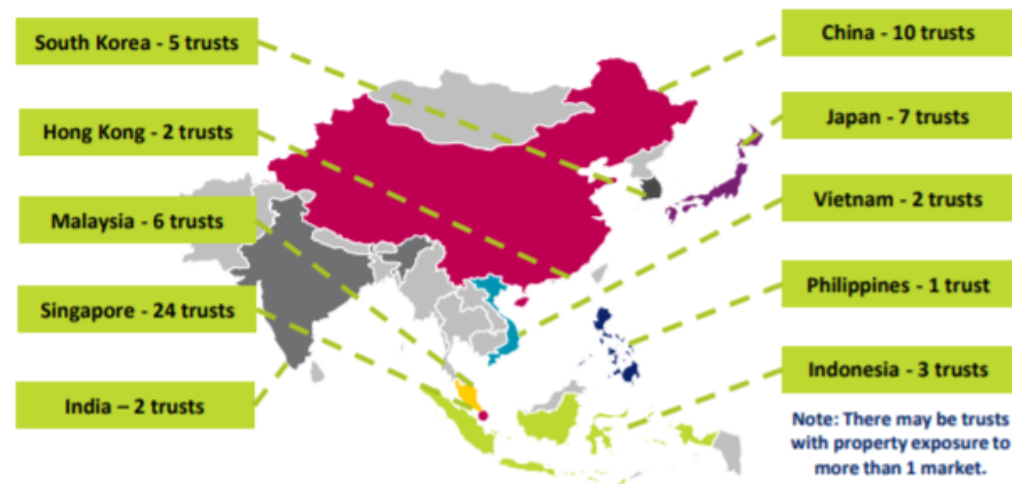 South Korea - 5 trusts
Hong Kong - 2 trusts
Malaysia - 6 trusts
Singapore - 24 trusts
India – 2 trusts
China - 10 trusts
Japan - 7 trusts
Vietnam - 2 trusts
Philippines - 1 trust
Indonesia - 3 trusts
Note: There may be trusts
with property exposure to
more than 1 market.